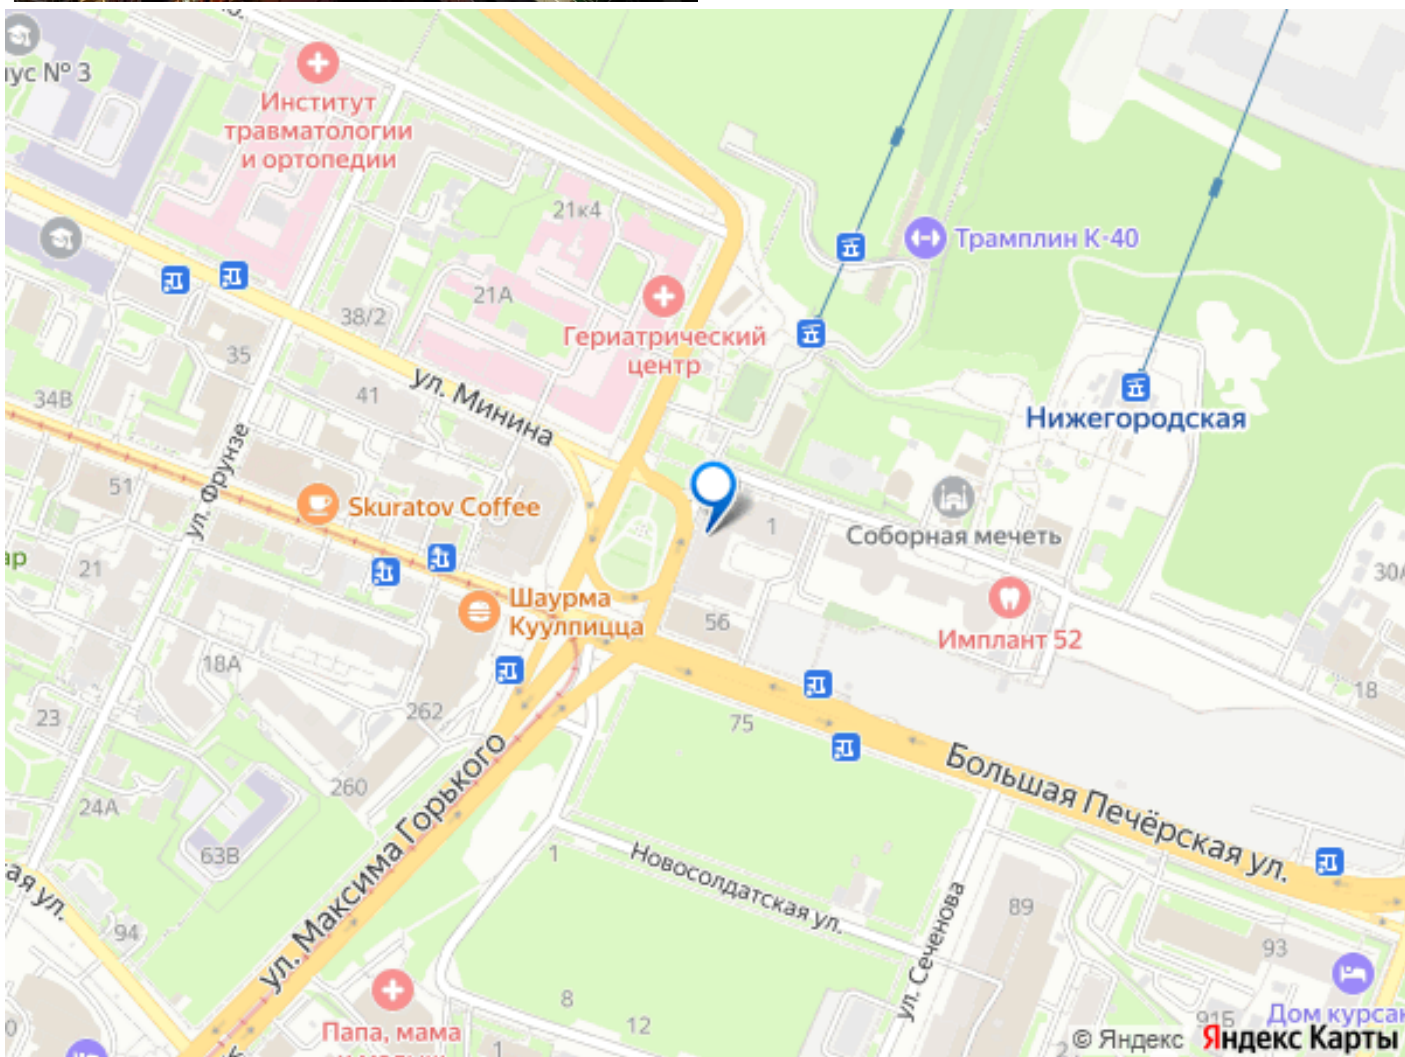 Институт
травматологии
и ортопедии
21к4
Трамплин К-40
21А
38/2
Гериатрический
центр
35
ул. Минина
41
34В
Нижегородская
ул. Фрунзе
51
Skuratov Coffee
1
Соборная мечеть
21
Шаурма
Куулпицца
56
Имплант 52
18А
18
23
262
75
260
Большая Печёрская ул.
24А
ул. Максима Горького
63В
1
Новосолдатская ул.
ул. Сеченова
89
94
93
8
12
91Б
Папа, мама
1
© Яндекс
Яндекс Карты